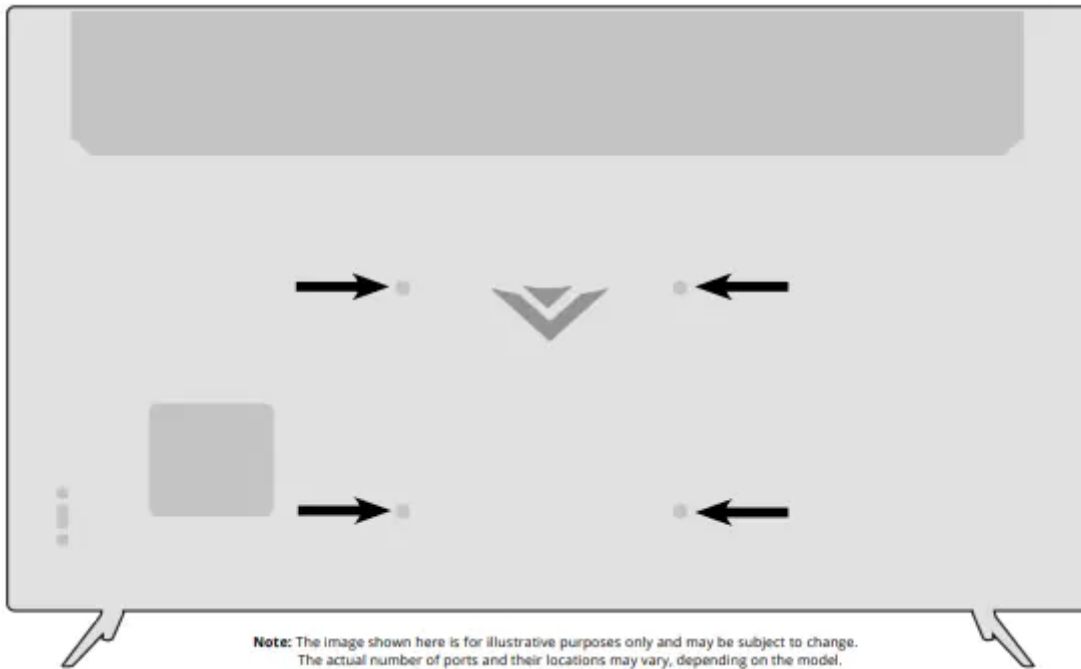 Note: The image shown here is for illustrative purposes only and may be subject to change.
The actual number of ports and their locations may vary, depending on the model.